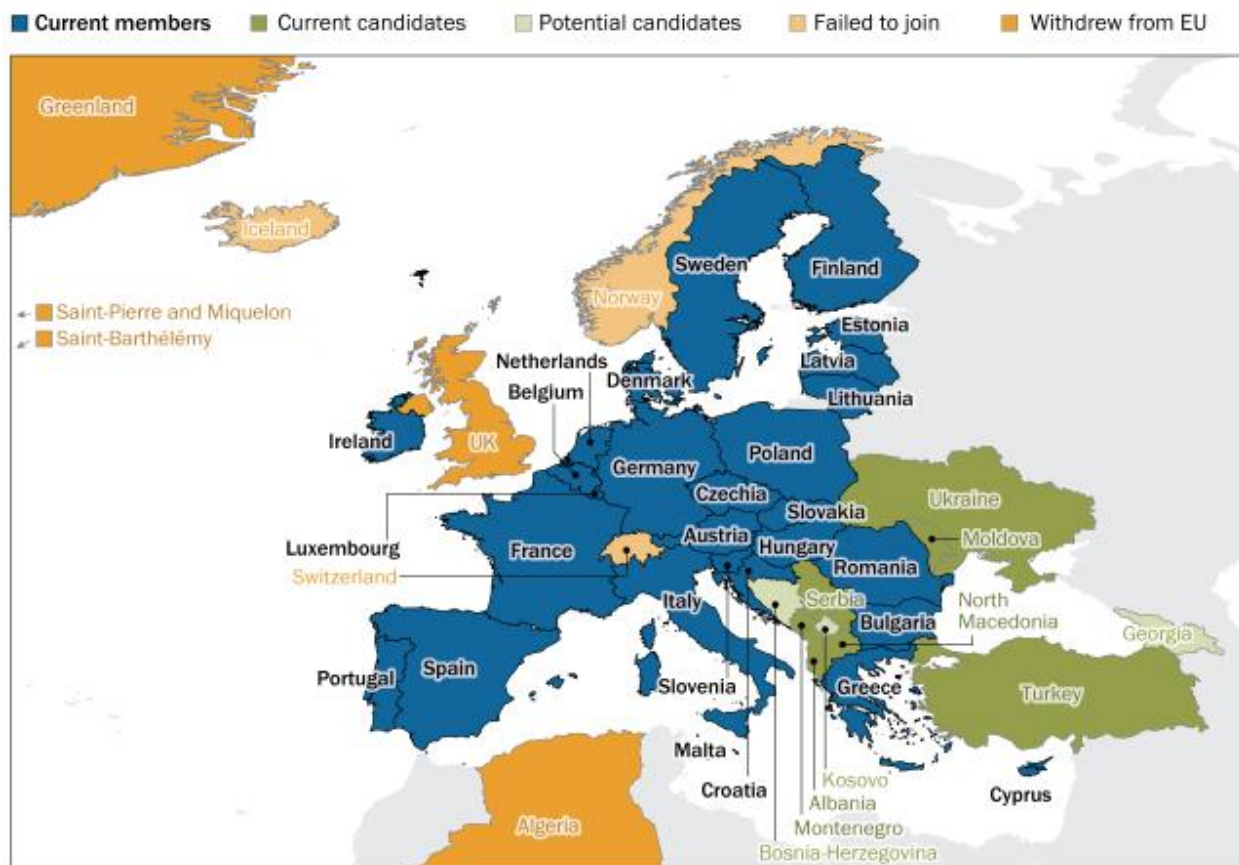 Current members
Current candidates
Potential candidates
Failed to join
Withdrew from EU
Greenland
Iceland
Saint-Pierre and Miquelon
Saint-Barthélémy
Norway
Sweden
Finland
Estonia
Latvia
Lithuania
Netherlands
Belgium
Denmark
Ireland
UK
Germany
Poland
Ukraine
Czechia
Slovakia
Moldova
Luxembourg
France
Austria
Hungary
Romania
Switzerland
Italy
Serbia
North
Macedonia
Bulgaria
Georgia
Portugal
Spain
Slovenia
Greece
Turkey
Malta
Croatia
Kosovo
Cyprus
Albania
Montenegro
Algeria
Bosnia-Herzegovina